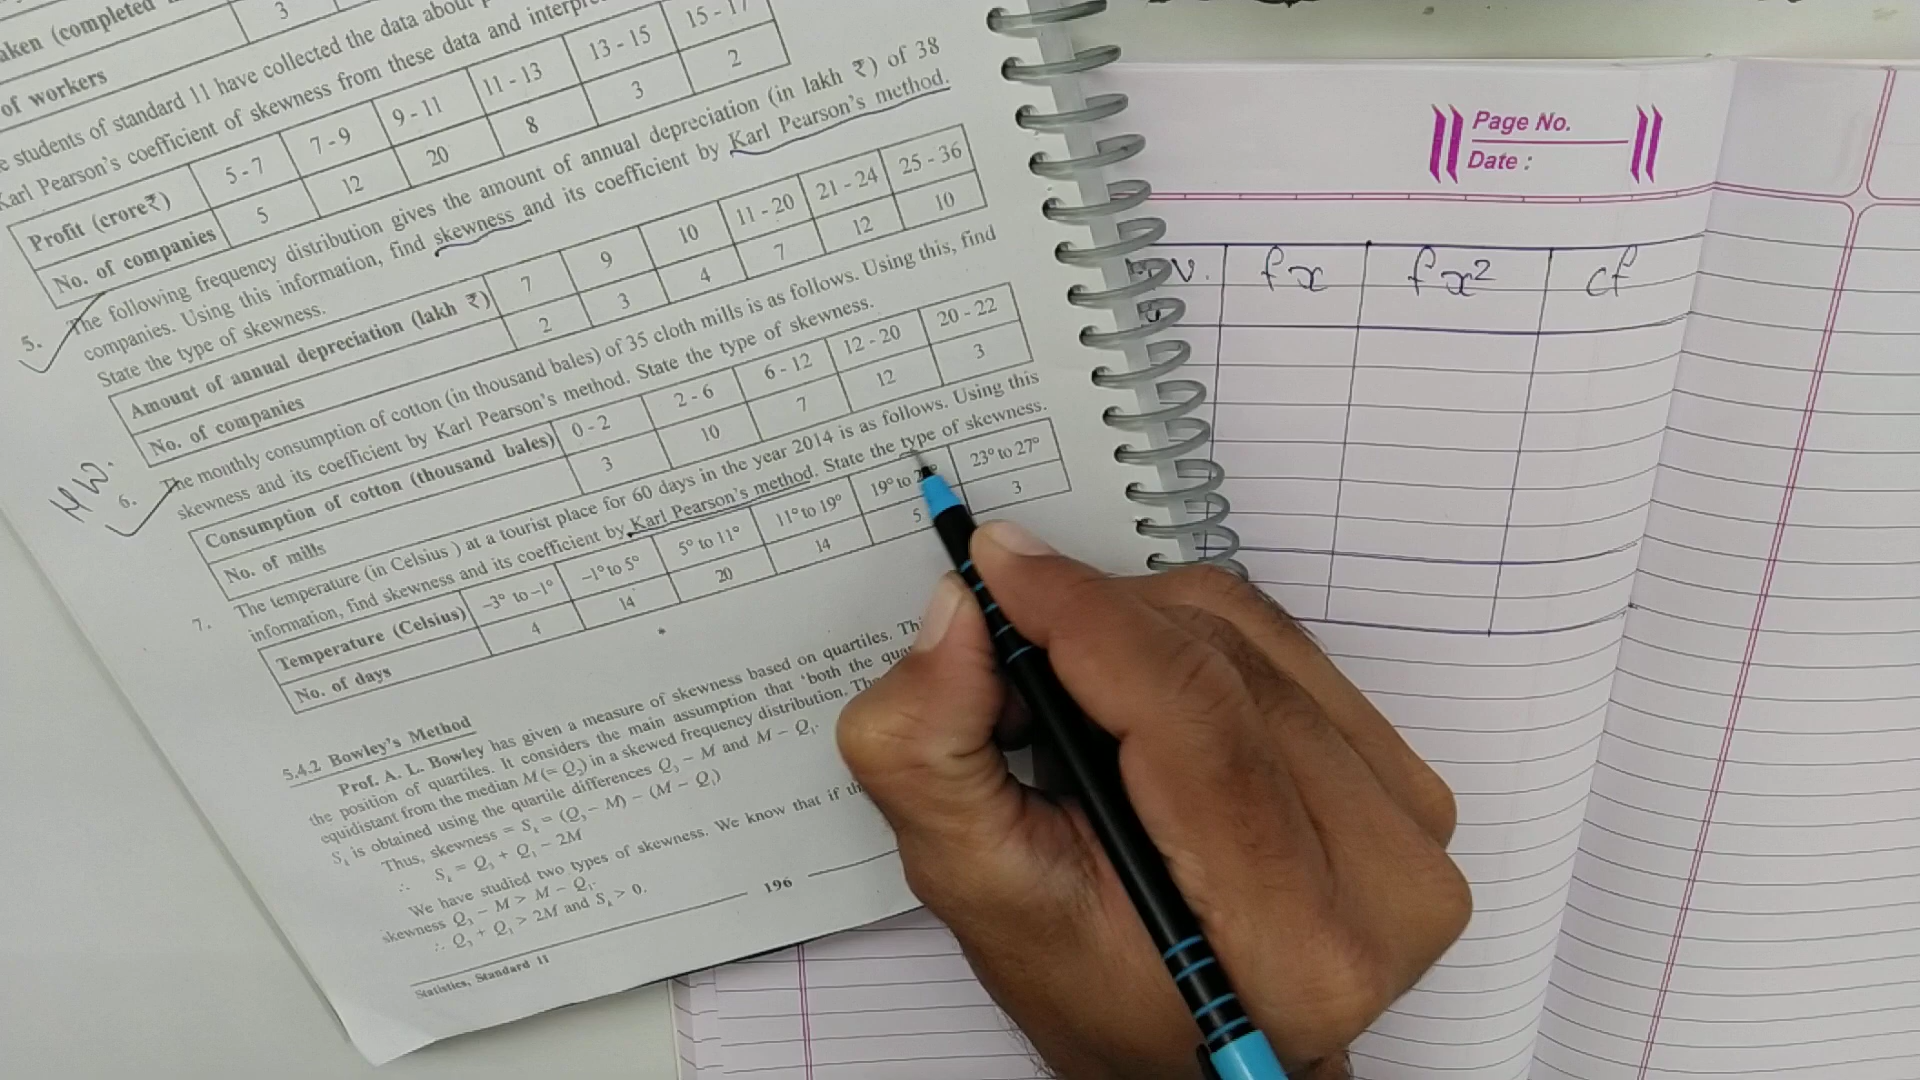 aken (completed
3
of workers
e students of standard 11 have collected the data about
Karl Pearson's coefficient of skewness from these data and
Profit (crore₹) 5 - 7 7 - 9 9 - 11 11 - 13 13 - 15 15 - 17
No. of companies 5 12 20 8 3 2
5. The following frequency distribution gives the amount of annual depreciation (in lakh ₹) of 38
companies. Using this information, find skewness and its coefficient by Karl Pearson's method.
State the type of skewness.
Amount of annual depreciation (lakh ₹) 7 9 10 11 - 20 21 - 24 25 - 36
No. of companies 2 3 4 7 12 10
H.W.
6. The monthly consumption of cotton (in thousand bales) of 35 cloth mills is as follows. Using this, find
skewness and its coefficient by Karl Pearson's method. State the type of skewness.
Consumption of cotton (thousand bales) 0 - 2 2 - 6 6 - 12 12 - 20 20 - 22
No. of mills 3 10 7 12 3
7. The temperature (in Celsius ) at a tourist place for 60 days in the year 2014 is as follows. Using this
information, find skewness and its coefficient by Karl Pearson's method. State the type of skewness.
Temperature (Celsius) –3° to –1° –1° to 5° 5° to 11° 11° to 19° 19° to 23° to 27°
No. of days 4 14 20 14 5 3
5.4.2 Bowley's Method
Prof. A. L. Bowley has given a measure of skewness based on quartiles.
the position of quartiles. It considers the main assumption that 'both the
equidistant from the median M (= Q₂) in a skewed frequency distribution.
Sₖ is obtained using the quartile differences Q₃ – M and M – Q₁.
Thus, skewness = Sₖ = (Q₃ – M) – (M – Q₁)
∴ Sₖ = Q₃ + Q₁ – 2M
We have studied two types of skewness. We know that if
skewness Q₃ – M > M – Q₁.
∴ Q₃ + Q₁ > 2M and Sₖ > 0.
196
Statistics, Standard 11
Page No.
Date :
V. fx fx² cf